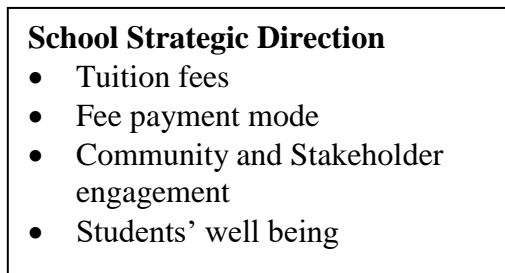 School Strategic Direction
• Tuition fees
• Fee payment mode
• Community and Stakeholder
engagement
• Students’ well being